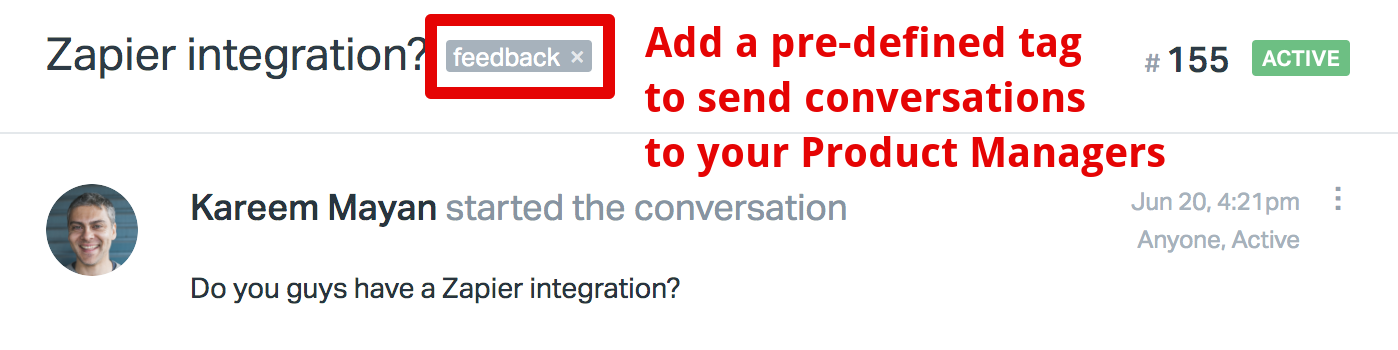 Zapier integration? feedback × Add a pre-defined tag # 155 ACTIVE
to send conversations
to your Product Managers
Kareem Mayan started the conversation Jun 20, 4:21pm
Anyone, Active
Do you guys have a Zapier integration?